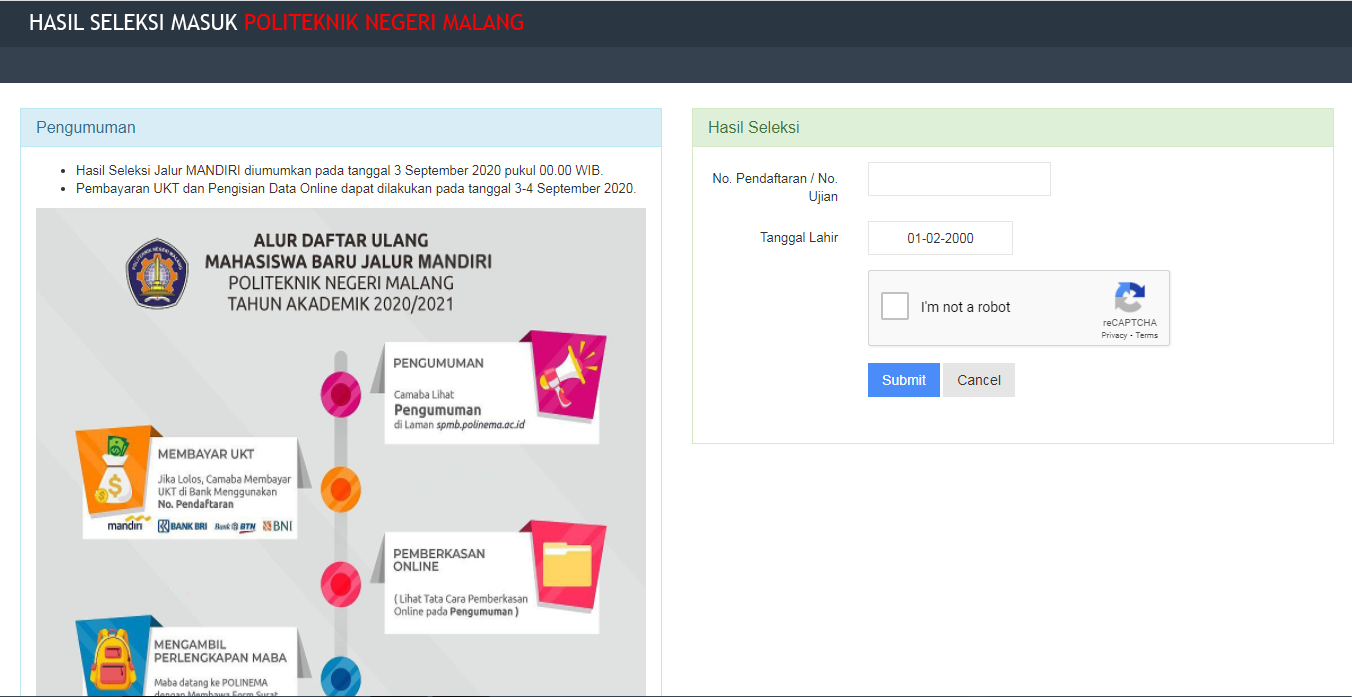 HASIL SELEKSI MASUK POLITEKNIK NEGERI MALANG
Pengumuman
Hasil Seleksi Jalur MANDIRI diumumkan pada tanggal 3 September 2020 pukul 00.00 WIB.
Pembayaran UKT dan Pengisian Data Online dapat dilakukan pada tanggal 3-4 September 2020.
POLITEKNIK NEGERI MALANG
ALUR DAFTAR ULANG
MAHASISWA BARU JALUR MANDIRI
POLITEKNIK NEGERI MALANG
TAHUN AKADEMIK 2020/2021
PENGUMUMAN
Camaba Lihat
Pengumuman
di Laman spmb.polinema.ac.id
MEMBAYAR UKT
Jika Lolos, Camaba Membayar
UKT di Bank Menggunakan
No. Pendaftaran
mandiri BANK BRI Bank BTN BNI
PEMBERKASAN
ONLINE
( Lihat Tata Cara Pemberkasan
Online pada Pengumuman )
MENGAMBIL
PERLENGKAPAN MABA
Maba datang ke POLINEMA
dengan Membawa Form Surat
Hasil Seleksi
No. Pendaftaran / No.
Ujian
Tanggal Lahir
01-02-2000
I'm not a robot
reCAPTCHA
Privacy - Terms
Submit
Cancel